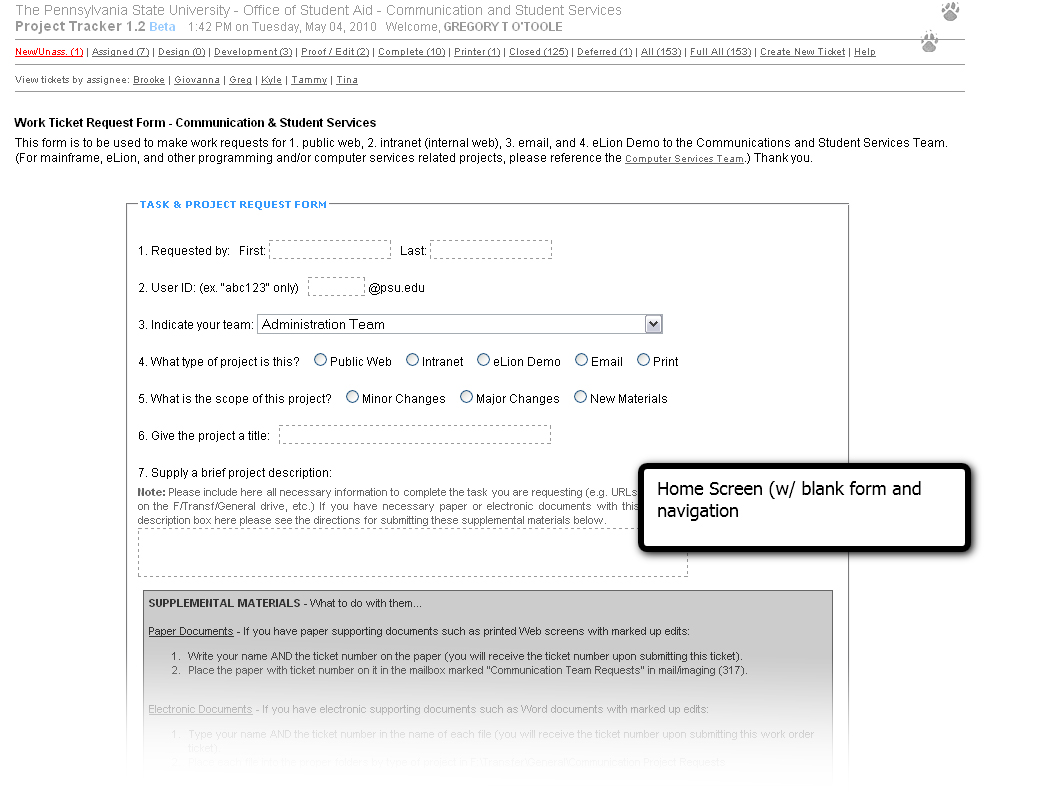 The Pennsylvania State University - Office of Student Aid - Communication and Student Services
Project Tracker 1.2 Beta 1:42 PM on Tuesday, May 04, 2010 Welcome, GREGORY T O'TOOLE
New/Unass. (1) | Assigned (7) | Design (0) | Development (3) | Proof / Edit (2) | Complete (10) | Printer (1) | Closed (125) | Deferred (1) | All (153) | Full All (153) | Create New Ticket | Help
View tickets by assignee: Brooke | Giovanna | Greg | Kyle | Tammy | Tina
Work Ticket Request Form - Communication & Student Services
This form is to be used to make work requests for 1. public web, 2. intranet (internal web), 3. email, and 4. eLion Demo to the Communications and Student Services Team.
(For mainframe, eLion, and other programming and/or computer services related projects, please reference the Computer Services Team.) Thank you.
TASK & PROJECT REQUEST FORM
1. Requested by: First: Last:
2. User ID: (ex. "abc123" only) @psu.edu
3. Indicate your team: Administration Team
4. What type of project is this? Public Web Intranet eLion Demo Email Print
5. What is the scope of this project? Minor Changes Major Changes New Materials
6. Give the project a title:
7. Supply a brief project description:
Note: Please include here all necessary information to complete the task you are requesting (e.g. URLs
on the F/Transf/General drive, etc.) If you have necessary paper or electronic documents with this
description box here please see the directions for submitting these supplemental materials below.
Home Screen (w/ blank form and
navigation
SUPPLEMENTAL MATERIALS - What to do with them...
Paper Documents - If you have paper supporting documents such as printed Web screens with marked up edits:
1. Write your name AND the ticket number on the paper (you will receive the ticket number upon submitting this ticket).
2. Place the paper with ticket number on it in the mailbox marked "Communication Team Requests" in mail/imaging (317).
Electronic Documents - If you have electronic supporting documents such as Word documents with marked up edits:
1. Type your name AND the ticket number in the name of each file (you will receive the ticket number upon submitting this work order
ticket).